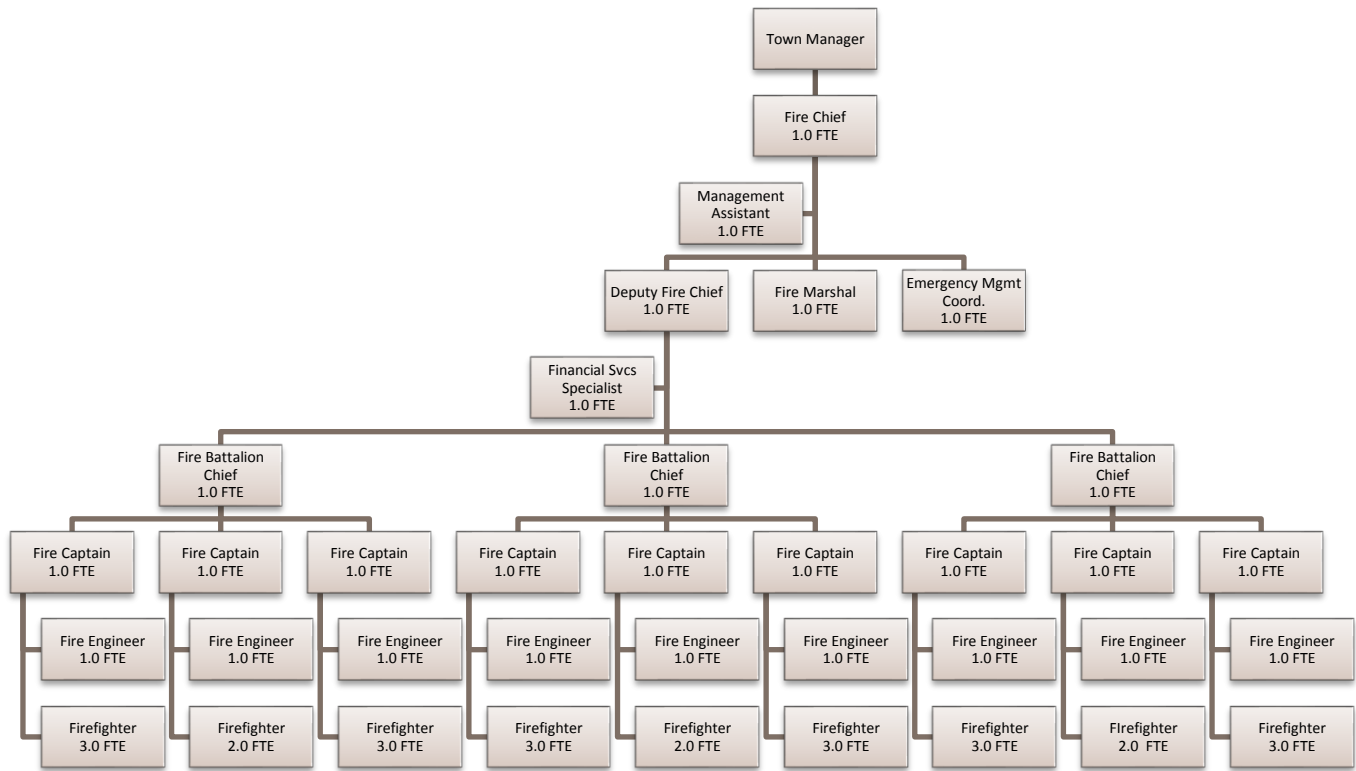 Town Manager
Fire Chief
1.0 FTE
Management
Assistant
1.0 FTE
Deputy Fire Chief
1.0 FTE
Fire Marshal
1.0 FTE
Emergency Mgmt
Coord.
1.0 FTE
Financial Svcs
Specialist
1.0 FTE
Fire Battalion
Chief
1.0 FTE
Fire Battalion
Chief
1.0 FTE
Fire Battalion
Chief
1.0 FTE
Fire Captain
1.0 FTE
Fire Captain
1.0 FTE
Fire Captain
1.0 FTE
Fire Captain
1.0 FTE
Fire Captain
1.0 FTE
Fire Captain
1.0 FTE
Fire Captain
1.0 FTE
Fire Captain
1.0 FTE
Fire Captain
1.0 FTE
Fire Engineer
1.0 FTE
Fire Engineer
1.0 FTE
Fire Engineer
1.0 FTE
Fire Engineer
1.0 FTE
Fire Engineer
1.0 FTE
Fire Engineer
1.0 FTE
Fire Engineer
1.0 FTE
Fire Engineer
1.0 FTE
Fire Engineer
1.0 FTE
Firefighter
3.0 FTE
Firefighter
2.0 FTE
Firefighter
3.0 FTE
Firefighter
3.0 FTE
Firefighter
2.0 FTE
Firefighter
3.0 FTE
Firefighter
3.0 FTE
FIrefighter
2.0  FTE
Firefighter
3.0 FTE